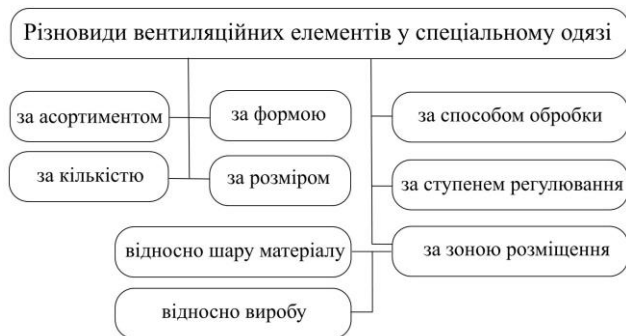 Різновиди вентиляційних елементів у спеціальному одязі
за асортиментом
за формою
за способом обробки
за кількістю
за розміром
за ступенем регулювання
відносно шару матеріалу
за зоною розміщення
відносно виробу